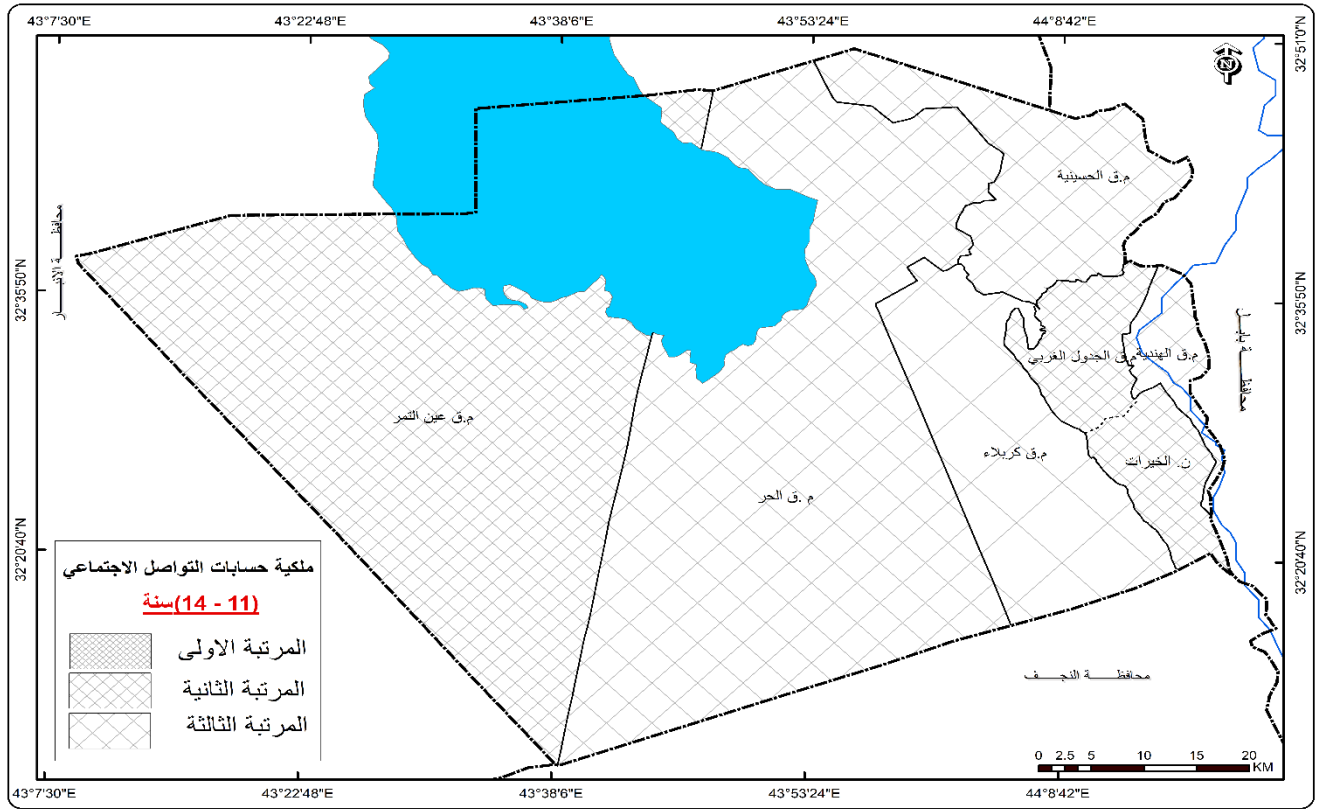 43°7'30"E 43°22'48"E 43°38'6"E 43°53'24"E 44°8'42"E
32°51'0"N
N
م.ق الحسينية
محافظـــــة الانبـــــار
32°35'50"N
32°35'50"N
م.ق الهندية
م.ق الجدول الغربي
محافظـــــة بابـــل
م.ق عين التمر
م.ق كربلاء
ن. الخيرات
م.ق الحر
32°20'40"N
32°20'40"N
ملكية حسابات التواصل الاجتماعي
(11 - 14)سنة
المرتبة الاولى
المرتبة الثانية
المرتبة الثالثة
محافظـــــة النجـــف
0 2.5 5 10 15 20
KM
43°7'30"E 43°22'48"E 43°38'6"E 43°53'24"E 44°8'42"E